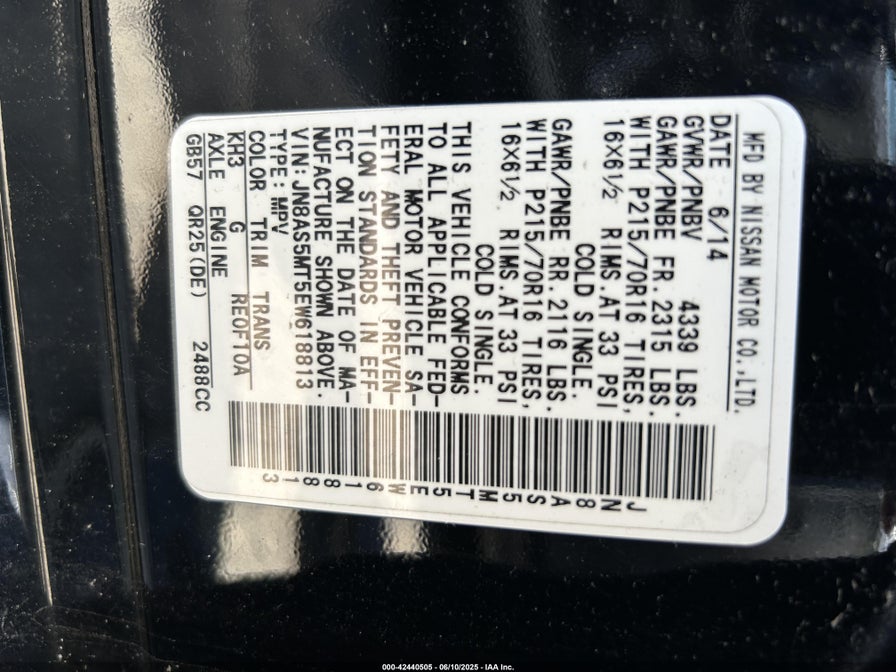 MFD BY NISSAN MOTOR CO.,LTD.
DATE 6/14
GVWR/PNBV 4339 LBS.
GAWR/PNBE FR. 2315 LBS.
WITH P215/70R16 TIRES,
16X6½ RIMS.AT 33 PSI
COLD SINGLE.
GAWR/PNBE RR. 2116 LBS.
WITH P215/70R16 TIRES,
16X6½ RIMS.AT 33 PSI
COLD SINGLE.
THIS VEHICLE CONFORMS
TO ALL APPLICABLE FED-
ERAL MOTOR VEHICLE SA-
FETY AND THEFT PREVEN-
TION STANDARDS IN EFF-
ECT ON THE DATE OF MA-
NUFACTURE SHOWN ABOVE.
VIN: JN8AS5MT5EW618813
TYPE: MPV
COLOR TRIM TRANS
KH3 G RE0F10A
AXLE ENGINE
GB57 QR25(DE) 2488CC
JN8AS5MT5EW618813
000-42440505 - 06/10/2025 - IAA Inc.